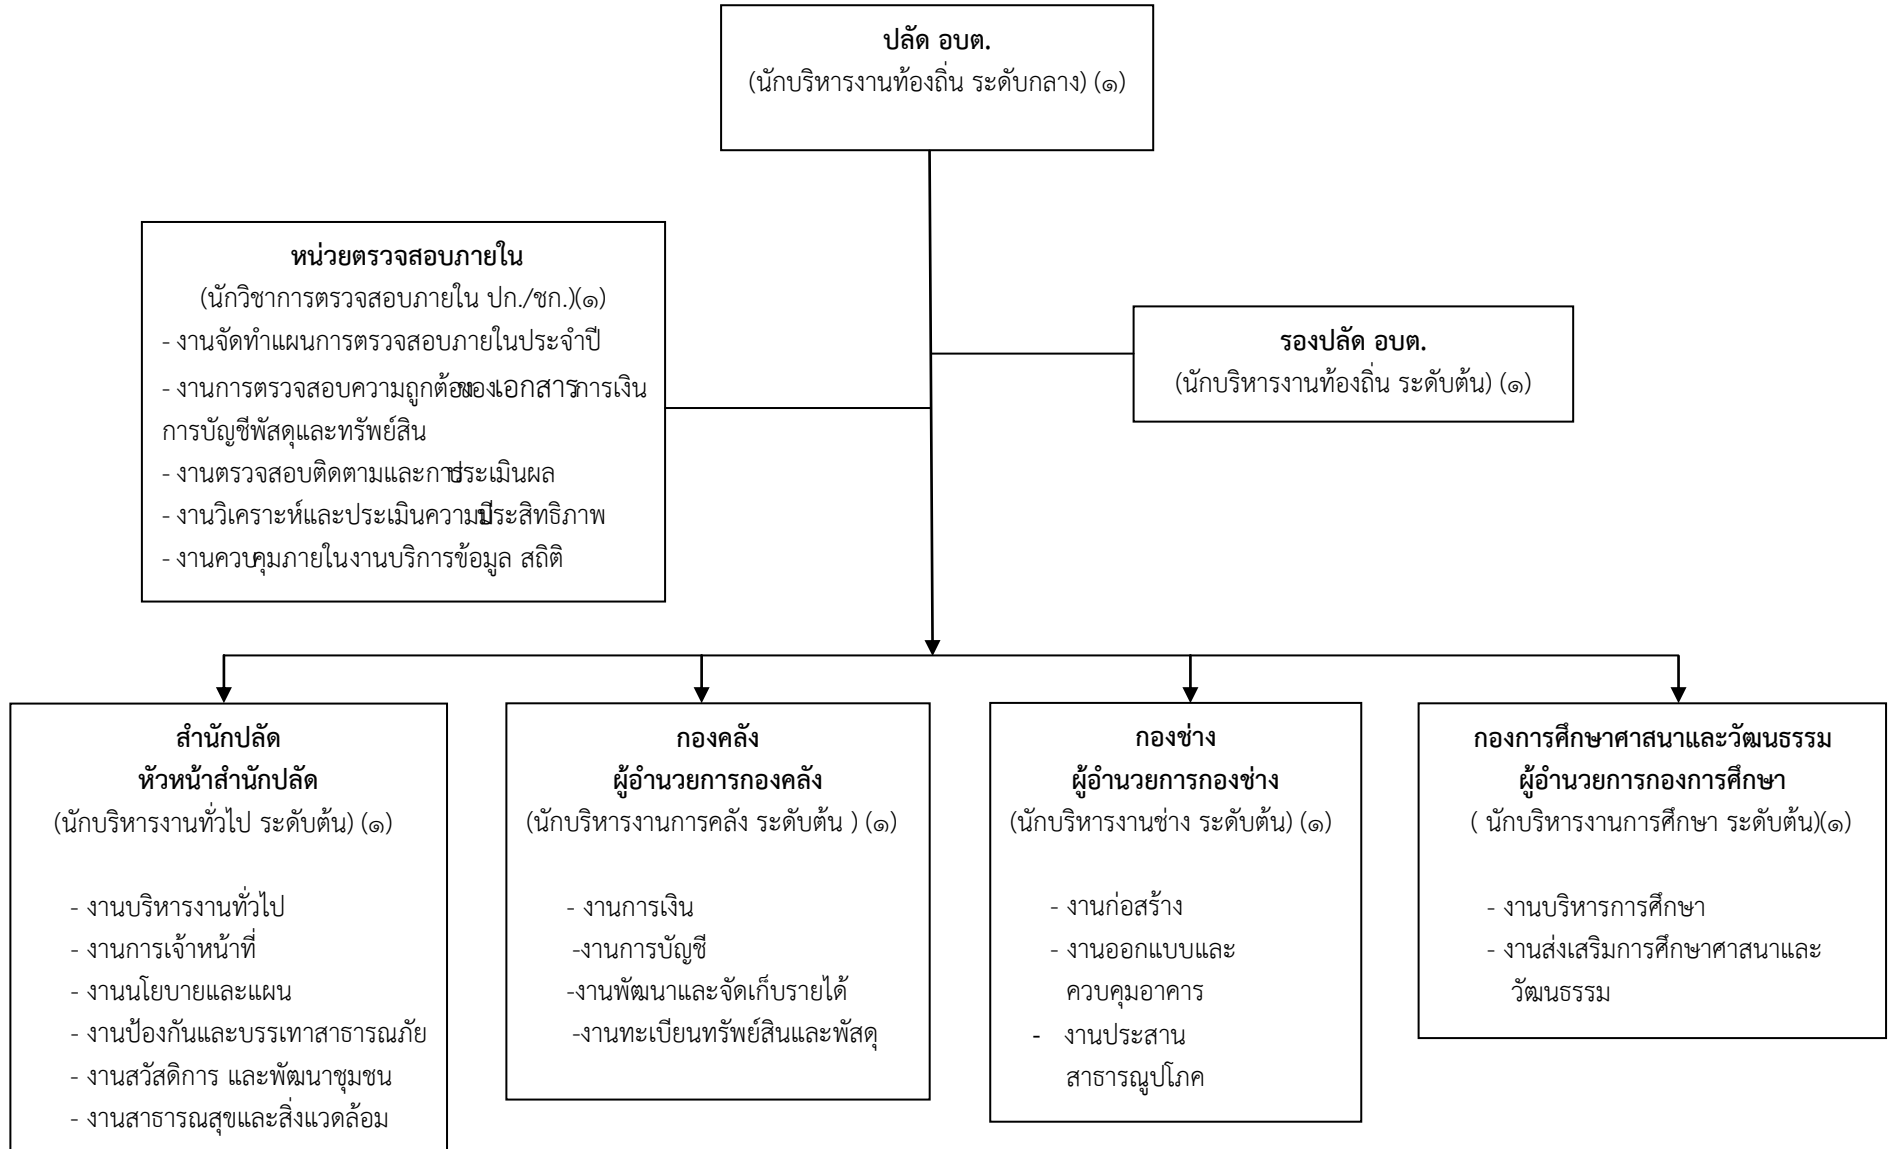 ปลัด อบต.
(นักบริหารงานท้องถิ่น ระดับกลาง) (๑)
หน่วยตรวจสอบภายใน
(นักวิชาการตรวจสอบภายใน ปก./ชก.)(๑)
- งานจัดทำแผนการตรวจสอบภายในประจำปี
- งานการตรวจสอบความถูกต้องของเอกสารการเงิน
การบัญชีพัสดุและทรัพย์สิน
- งานตรวจสอบติดตามและการประเมินผล
- งานวิเคราะห์และประเมินความมีประสิทธิภาพ
- งานควบคุมภายในงานบริการข้อมูล สถิติ
รองปลัด อบต.
(นักบริหารงานท้องถิ่น ระดับต้น) (๑)
สำนักปลัด
หัวหน้าสำนักปลัด
(นักบริหารงานทั่วไป ระดับต้น) (๑)
- งานบริหารงานทั่วไป
- งานการเจ้าหน้าที่
- งานนโยบายและแผน
- งานป้องกันและบรรเทาสาธารณภัย
- งานสวัสดิการ และพัฒนาชุมชน
- งานสาธารณสุขและสิ่งแวดล้อม
กองคลัง
ผู้อำนวยการกองคลัง
(นักบริหารงานการคลัง ระดับต้น ) (๑)
- งานการเงิน
-งานการบัญชี
-งานพัฒนาและจัดเก็บรายได้
-งานทะเบียนทรัพย์สินและพัสดุ
กองช่าง
ผู้อำนวยการกองช่าง
(นักบริหารงานช่าง ระดับต้น) (๑)
- งานก่อสร้าง
- งานออกแบบและ
ควบคุมอาคาร
- งานประสาน
สาธารณูปโภค
กองการศึกษาศาสนาและวัฒนธรรม
ผู้อำนวยการกองการศึกษา
( นักบริหารงานการศึกษา ระดับต้น)(๑)
- งานบริหารการศึกษา
- งานส่งเสริมการศึกษาศาสนาและ
วัฒนธรรม